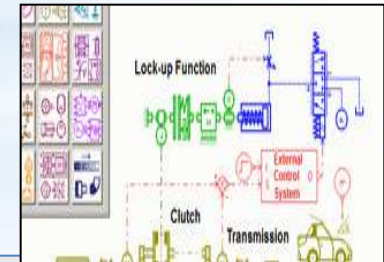 Lock-up Function
External
Control
System
Clutch
Transmission